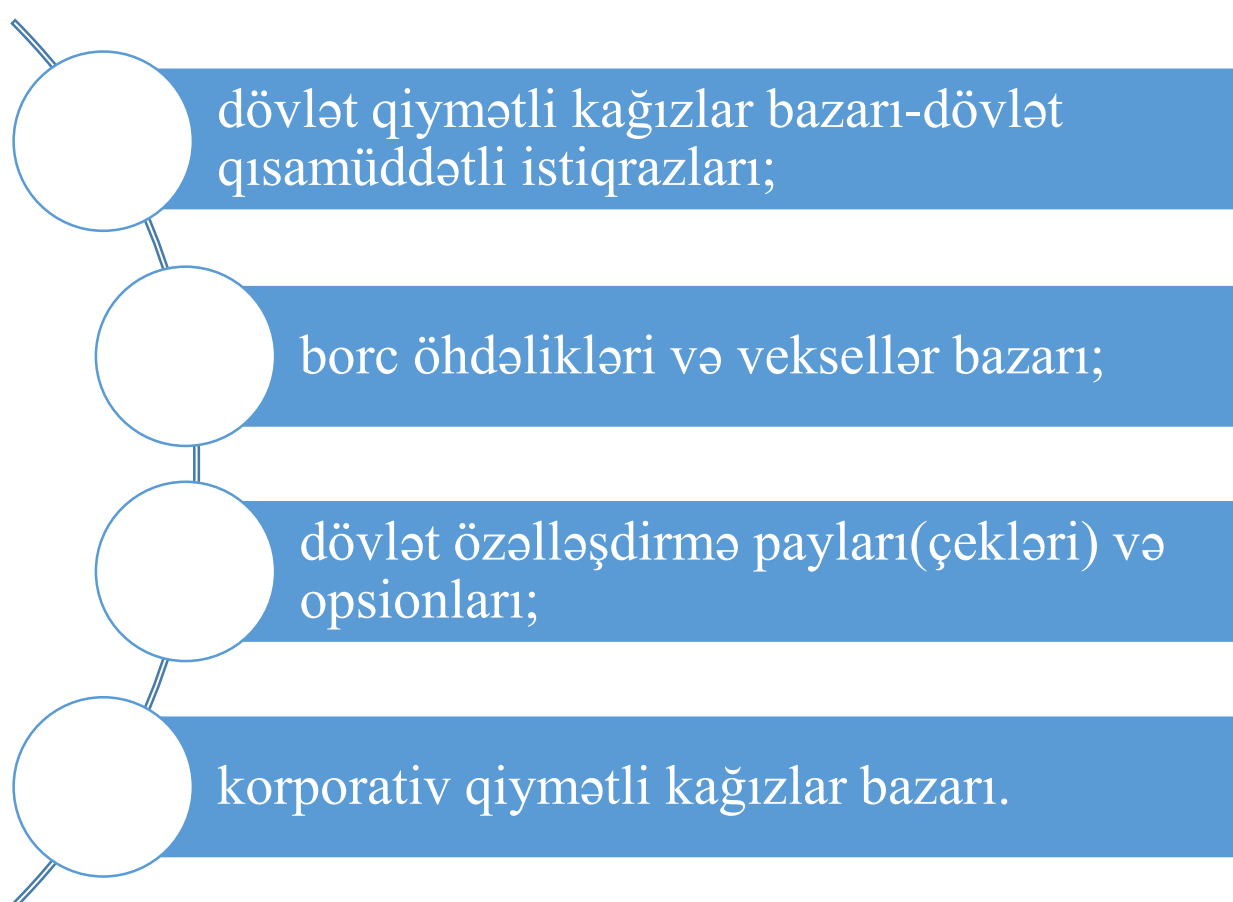 dövlət qiymətli kağızlar bazarı-dövlət
qısamüddətli istiqrazları;
borc öhdəlikləri və veksellər bazarı;
dövlət özəlləşdirmə payları(çekləri) və
opsionları;
korporativ qiymətli kağızlar bazarı.